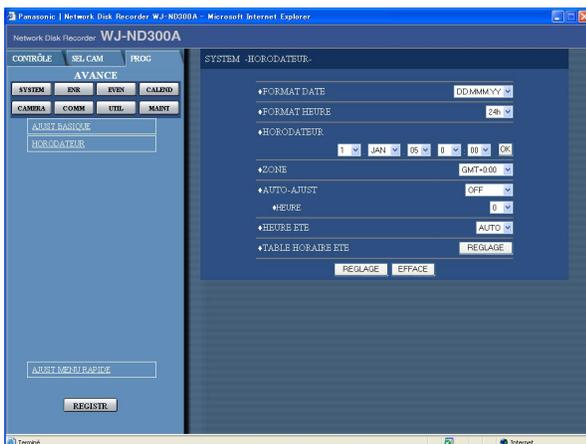 Panasonic | Network Disk Recorder WJ-ND300A - Microsoft Internet Explorer
Network Disk Recorder WJ-ND300A
CONTRÔLE SEL CAM PROG
AVANCE
SYSTEM ENR EVEN CALEND
CAMERA COMM UTIL MAINT
AJUST BASIQUE
HORODATEUR
AJUST MENU RAPIDE
REGISTR
SYSTEM -HORODATEUR-
♦FORMAT DATE DD.MMM.YY
♦FORMAT HEURE 24h
♦HORODATEUR
1 JAN . 05 0 : 00 OK
♦ZONE GMT+0:00
♦AUTO-AJUST OFF
♦HEURE 0
♦HEURE ETE AUTO
♦TABLE HORAIRE ETE REGLAGE
REGLAGE EFFACE
Terminé Internet